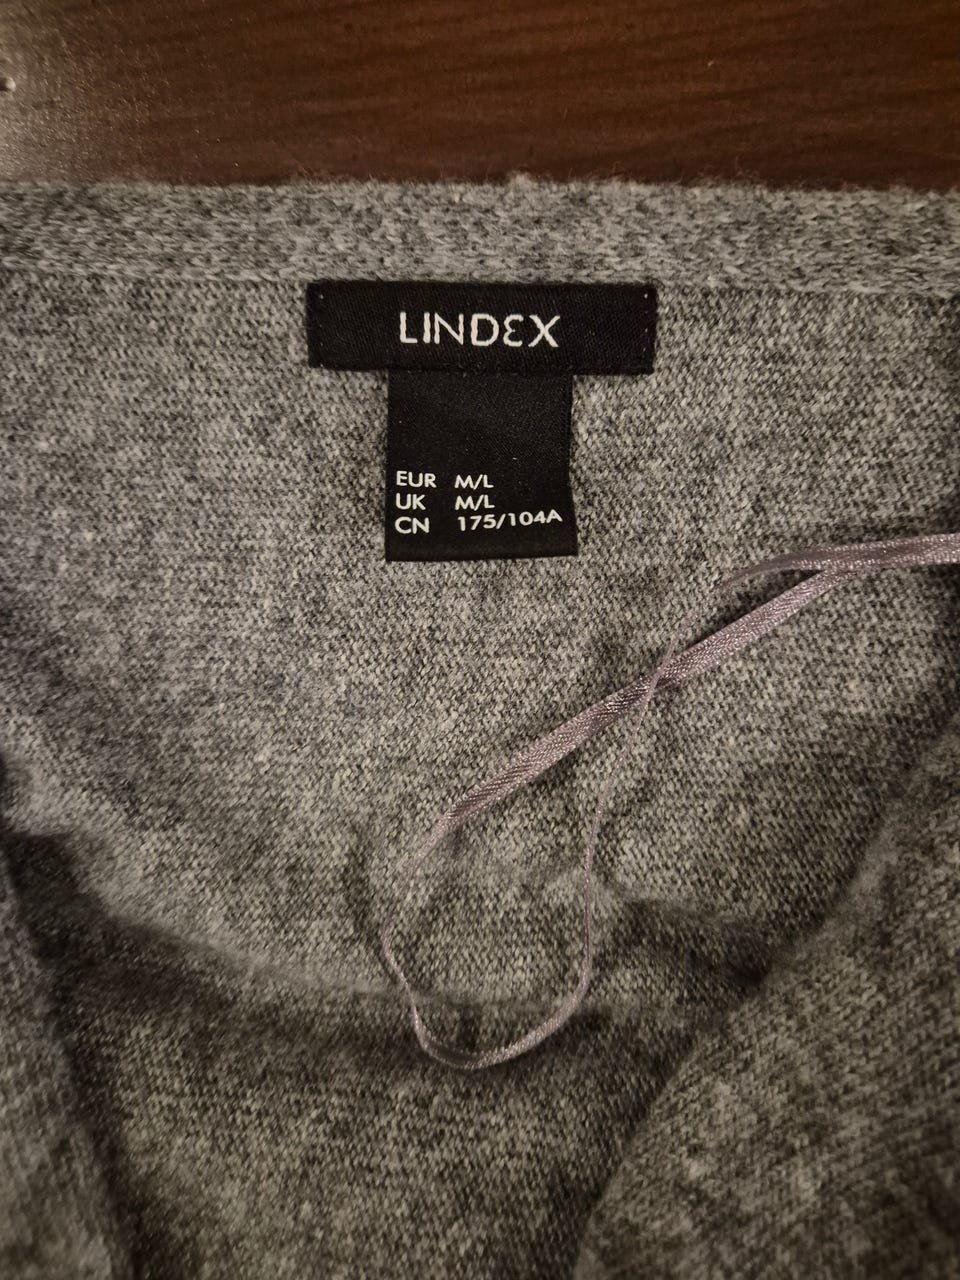 LINDEX
EUR M/L
UK M/L
CN 175/104A